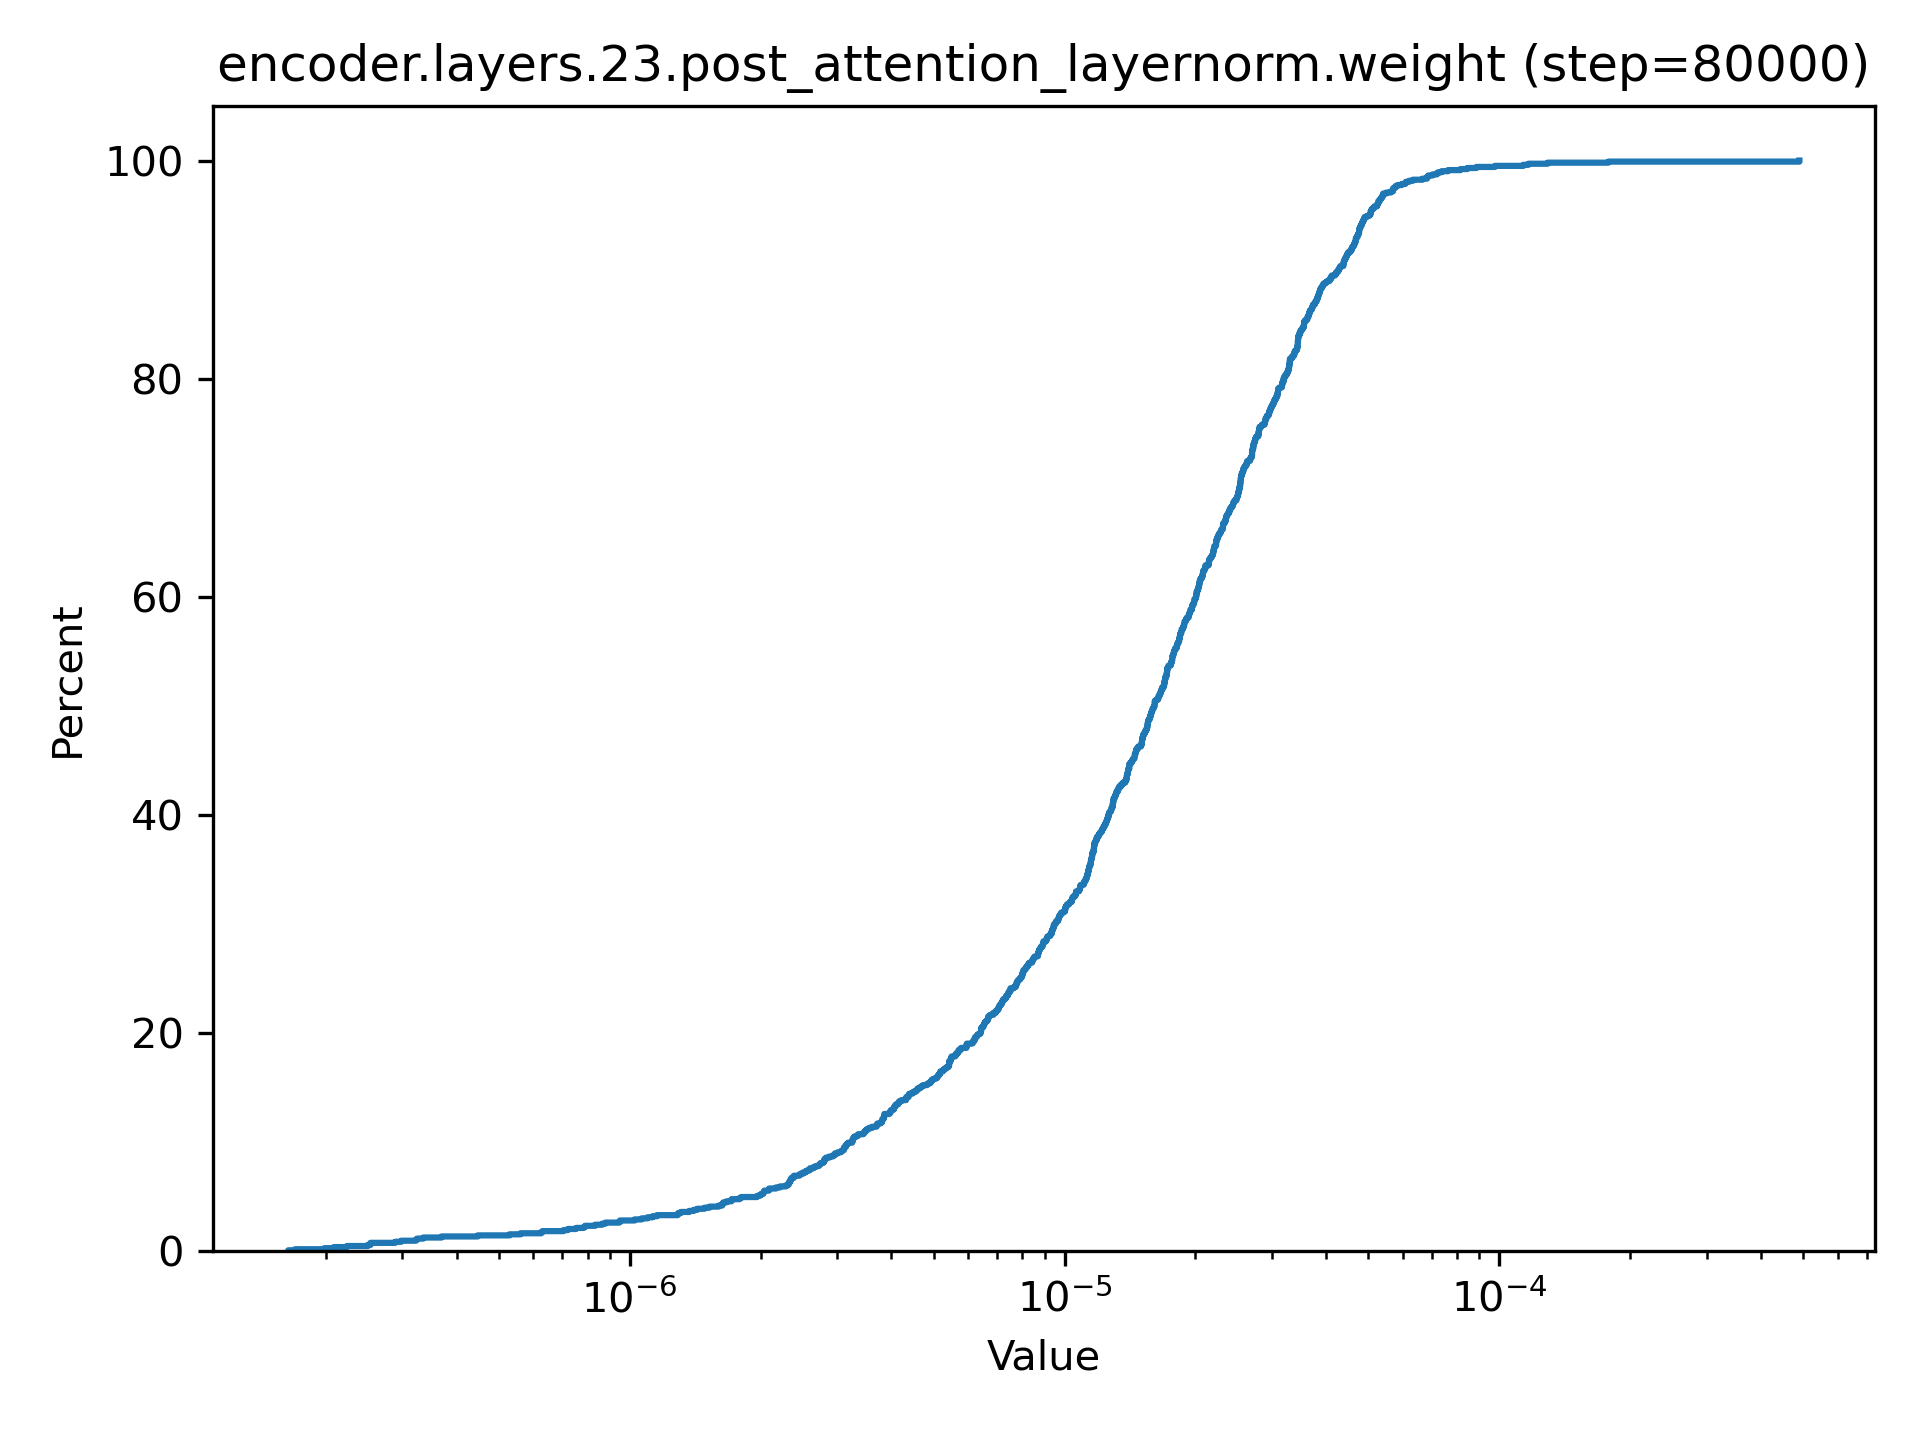 encoder.layers.23.post_attention_layernorm.weight (step=80000)
100
80
60
40
20
0
Percent
10⁻⁶ 10⁻⁵ 10⁻⁴
Value